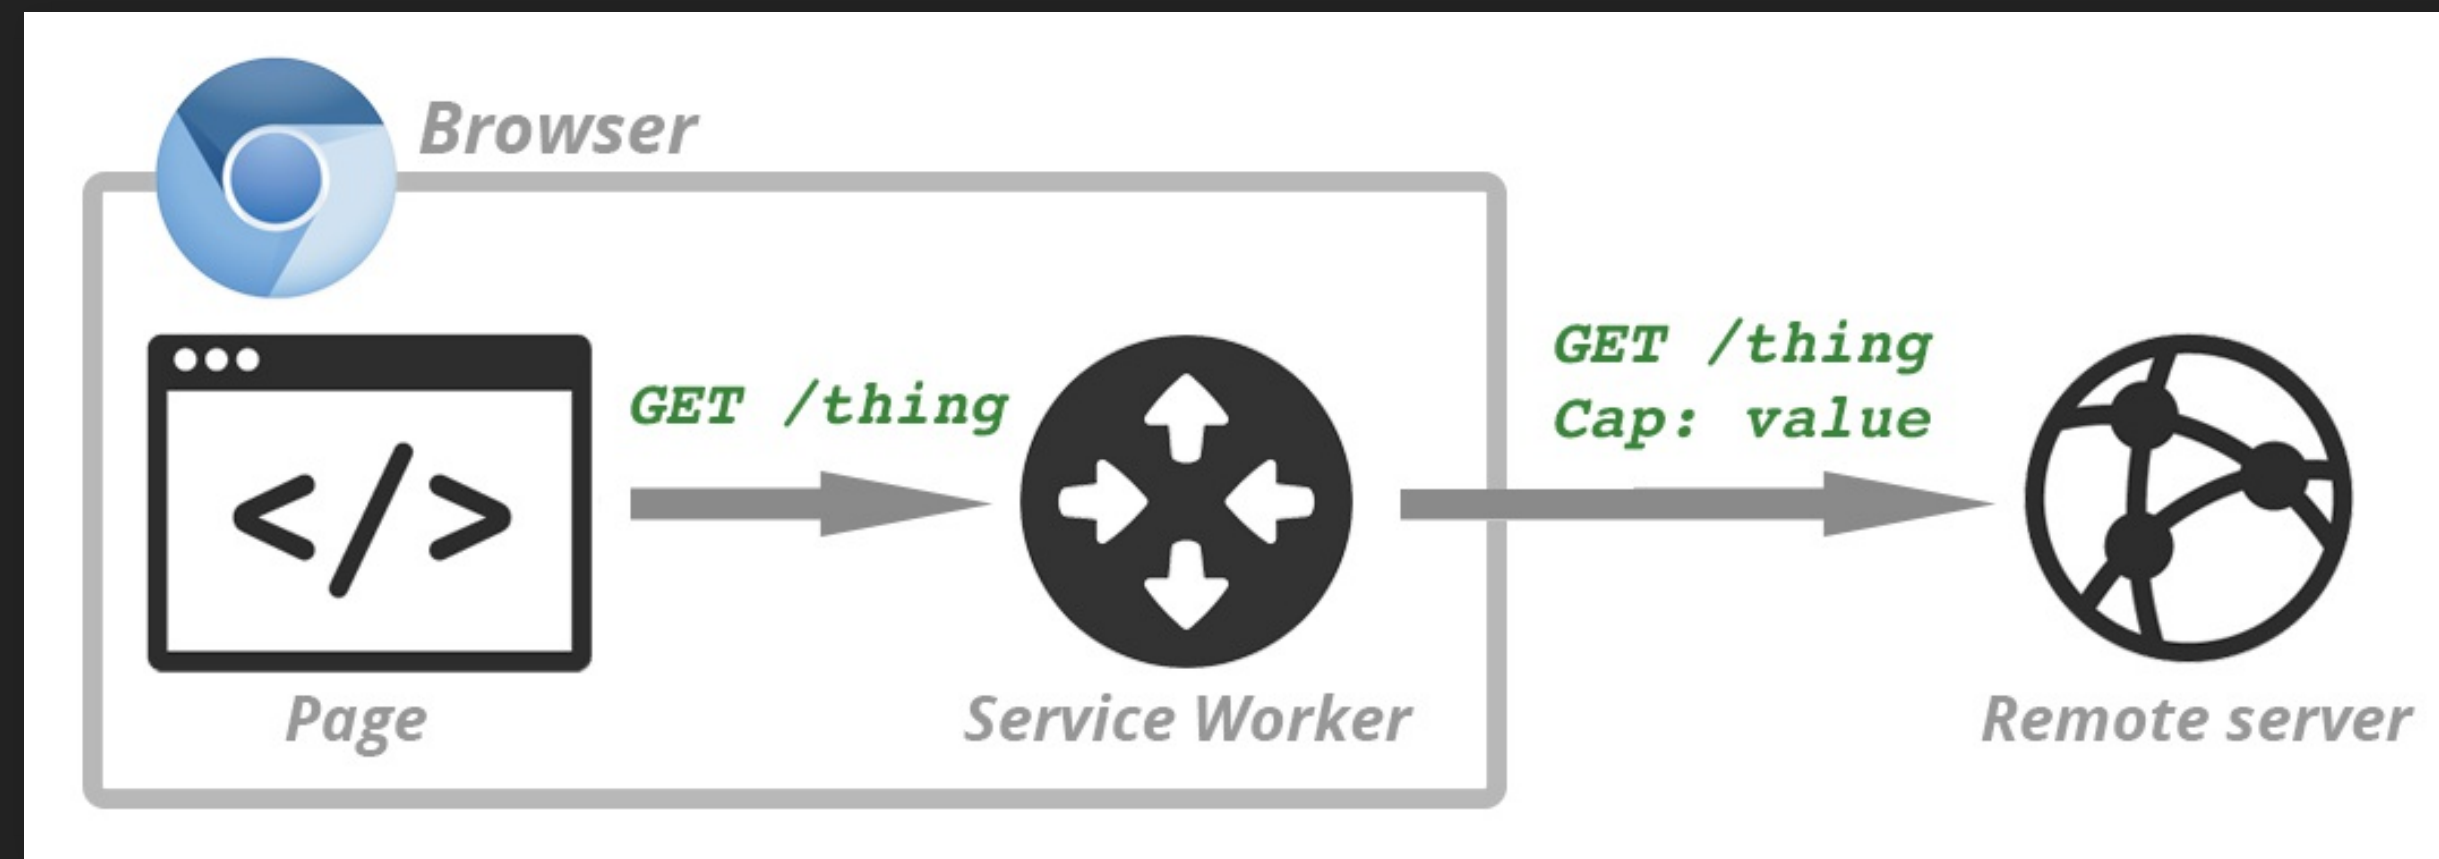 Browser
GET /thing
GET /thing
Cap: value
</>
Page
Service Worker
Remote server